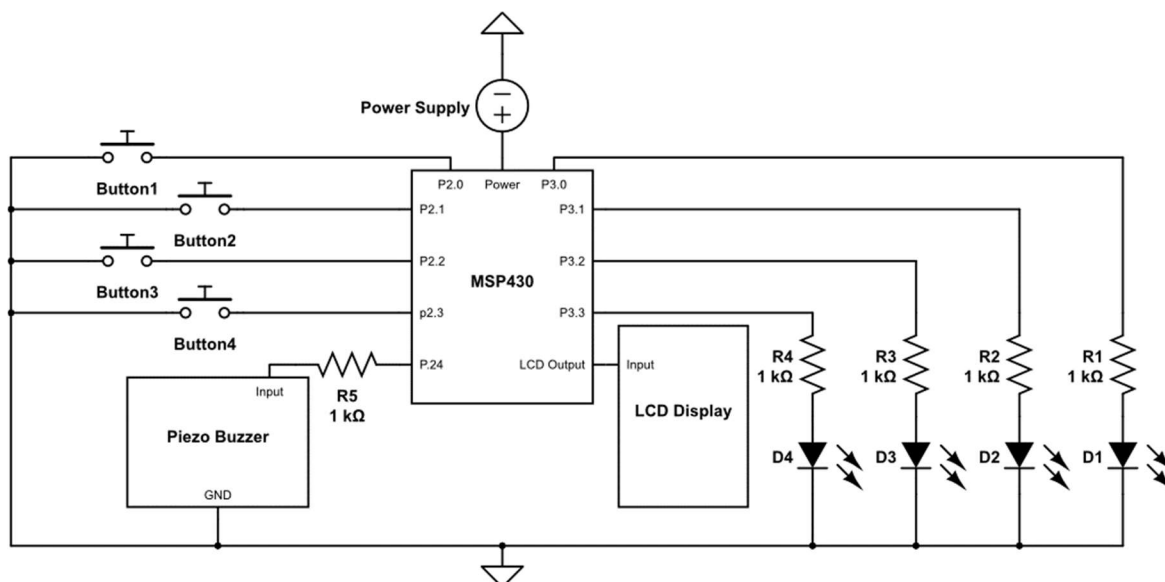 Power Supply
Button1
P2.0
Power
P3.0
Button2
P2.1
P3.1
Button3
P2.2
MSP430
P3.2
Button4
p2.3
P3.3
P.24
LCD Output
Input
R5
1 kΩ
Input
Piezo Buzzer
GND
LCD Display
R4
1 kΩ
R3
1 kΩ
R2
1 kΩ
R1
1 kΩ
D4
D3
D2
D1